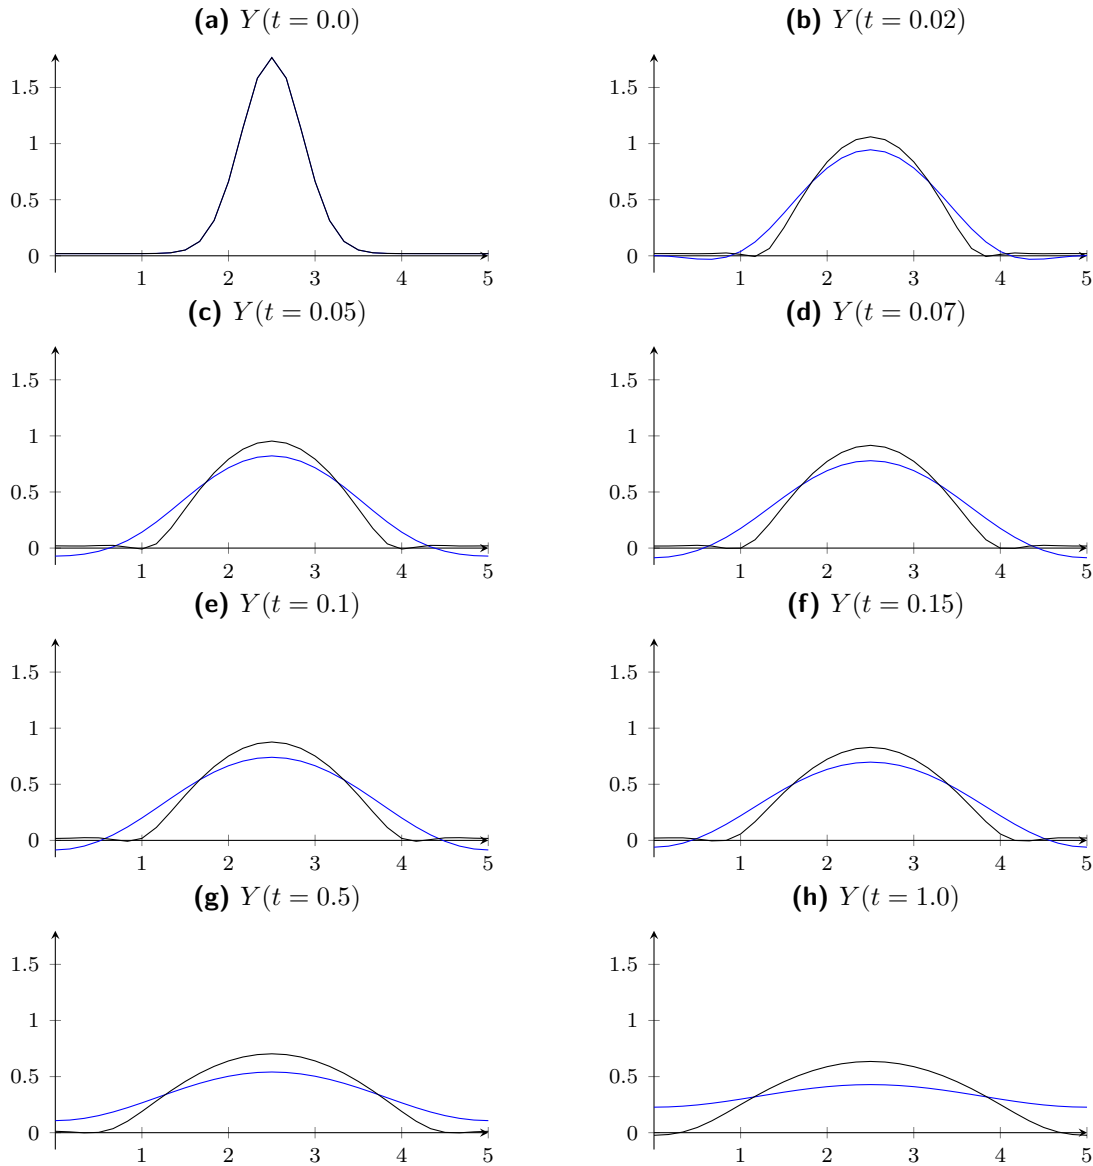 (a) Y(t = 0.0)
1.5
1
0.5
0
1 2 3 4 5
(b) Y(t = 0.02)
1.5
1
0.5
0
1 2 3 4 5
(c) Y(t = 0.05)
1.5
1
0.5
0
1 2 3 4 5
(d) Y(t = 0.07)
1.5
1
0.5
0
1 2 3 4 5
(e) Y(t = 0.1)
1.5
1
0.5
0
1 2 3 4 5
(f) Y(t = 0.15)
1.5
1
0.5
0
1 2 3 4 5
(g) Y(t = 0.5)
1.5
1
0.5
0
1 2 3 4 5
(h) Y(t = 1.0)
1.5
1
0.5
0
1 2 3 4 5